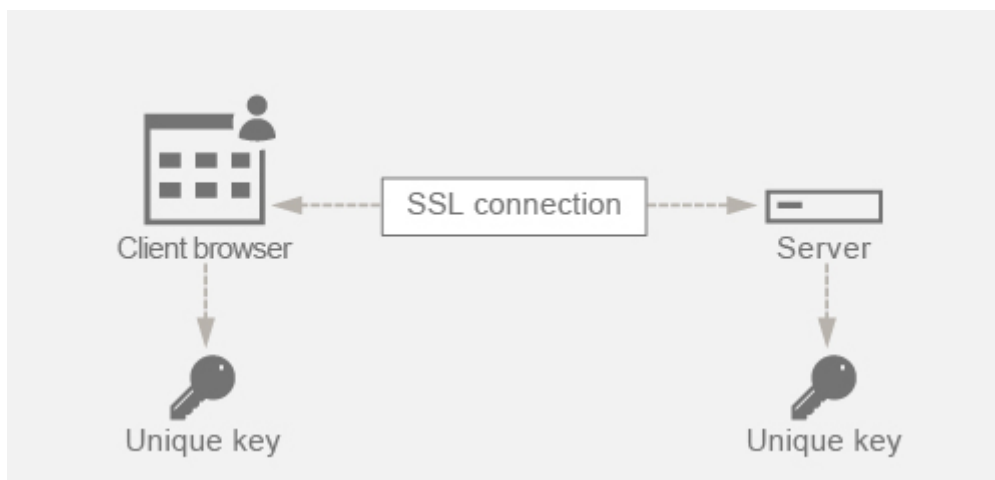 SSL connection
Client browser
Server
Unique key
Unique key